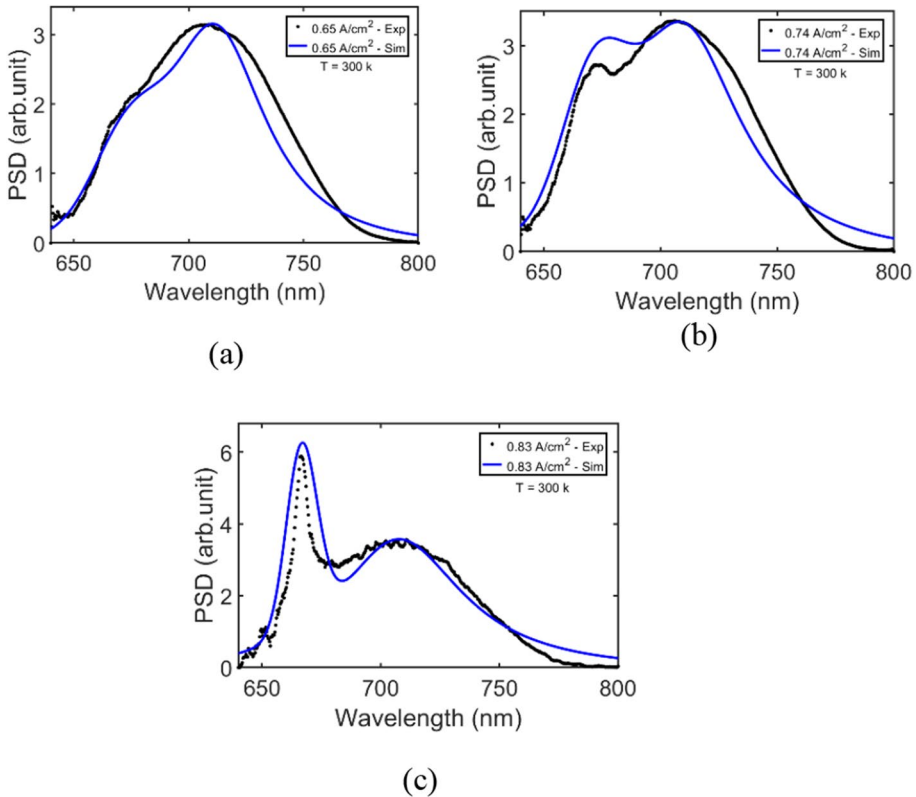 3
2
1
0
PSD (arb.unit)
0.65 A/cm² - Exp
0.65 A/cm² - Sim
T = 300 k
650
700
750
800
Wavelength (nm)
(a)
3
2
1
0
PSD (arb.unit)
0.74 A/cm² - Exp
0.74 A/cm² - Sim
T = 300 k
650
700
750
800
Wavelength (nm)
(b)
6
4
2
0
PSD (arb.unit)
0.83 A/cm² - Exp
0.83 A/cm² - Sim
T = 300 k
650
700
750
800
Wavelength (nm)
(c)